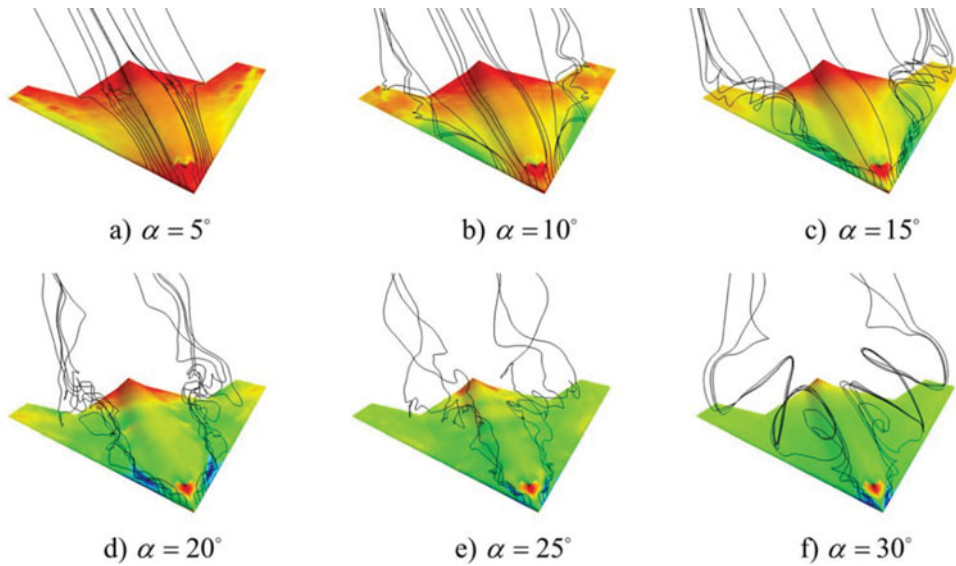 a) α = 5°
b) α = 10°
c) α = 15°
d) α = 20°
e) α = 25°
f) α = 30°